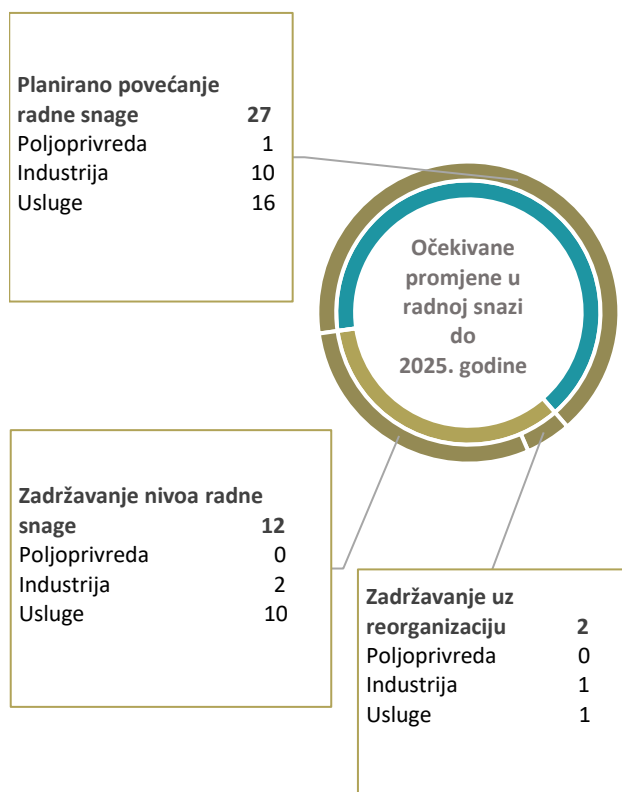 Planirano povećanje
radne snage 27
Poljoprivreda 1
Industrija 10
Usluge 16
Očekivane
promjene u
radnoj snazi
do
2025. godine
Zadržavanje nivoa radne
snage 12
Poljoprivreda 0
Industrija 2
Usluge 10
Zadržavanje uz
reorganizaciju 2
Poljoprivreda 0
Industrija 1
Usluge 1